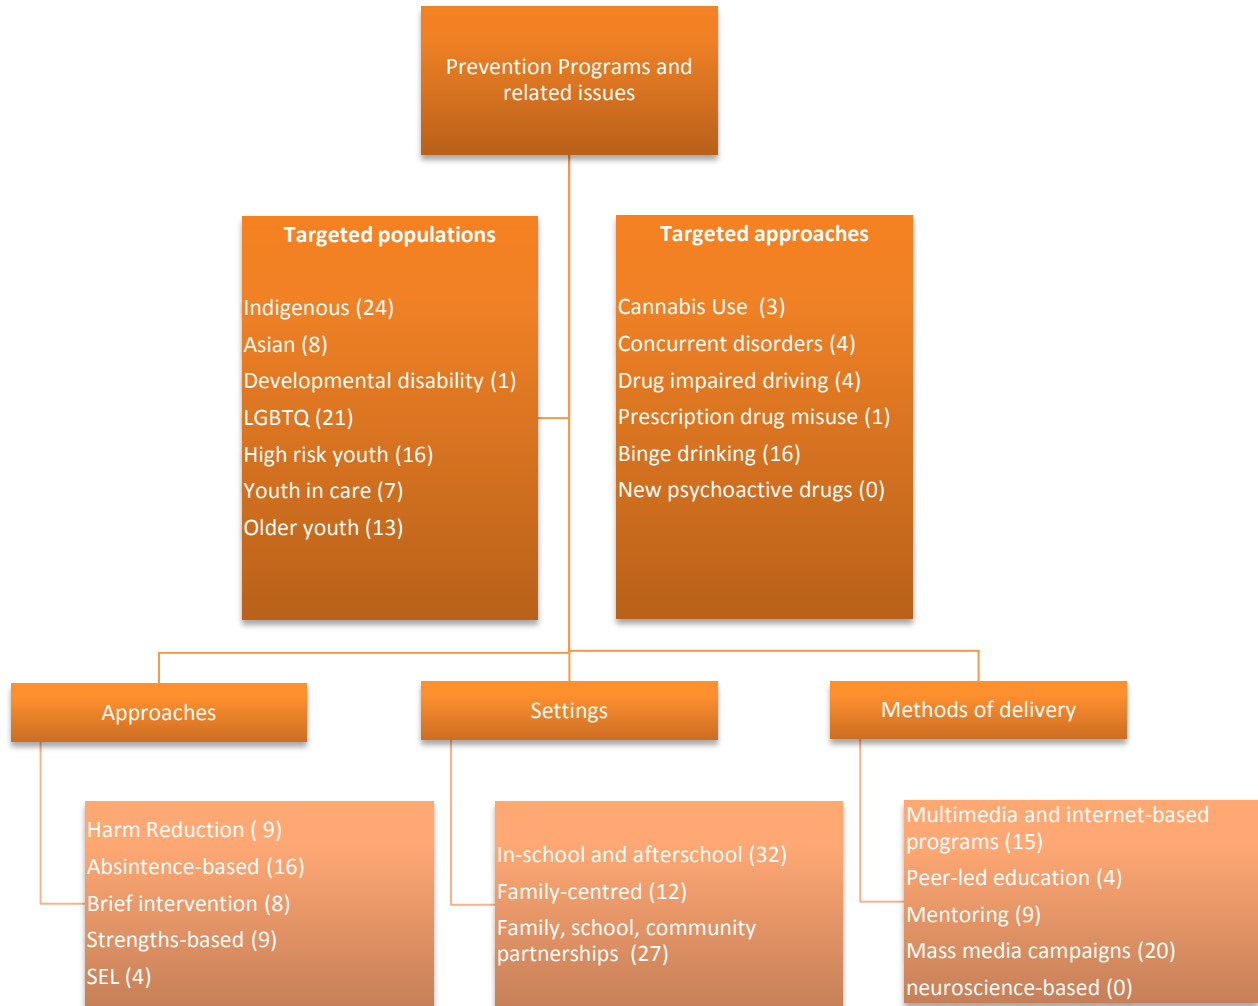 Prevention Programs and
related issues
Targeted populations
Indigenous (24)
Asian (8)
Developmental disability (1)
LGBTQ (21)
High risk youth (16)
Youth in care (7)
Older youth (13)
Targeted approaches
Cannabis Use  (3)
Concurrent disorders (4)
Drug impaired driving (4)
Prescription drug misuse (1)
Binge drinking (16)
New psychoactive drugs (0)
Approaches
Harm Reduction ( 9)
Absintence-based (16)
Brief intervention (8)
Strengths-based (9)
SEL (4)
Settings
In-school and afterschool (32)
Family-centred (12)
Family, school, community
partnerships  (27)
Methods of delivery
Multimedia and internet-based
programs (15)
Peer-led education (4)
Mentoring (9)
Mass media campaigns (20)
neuroscience-based (0)